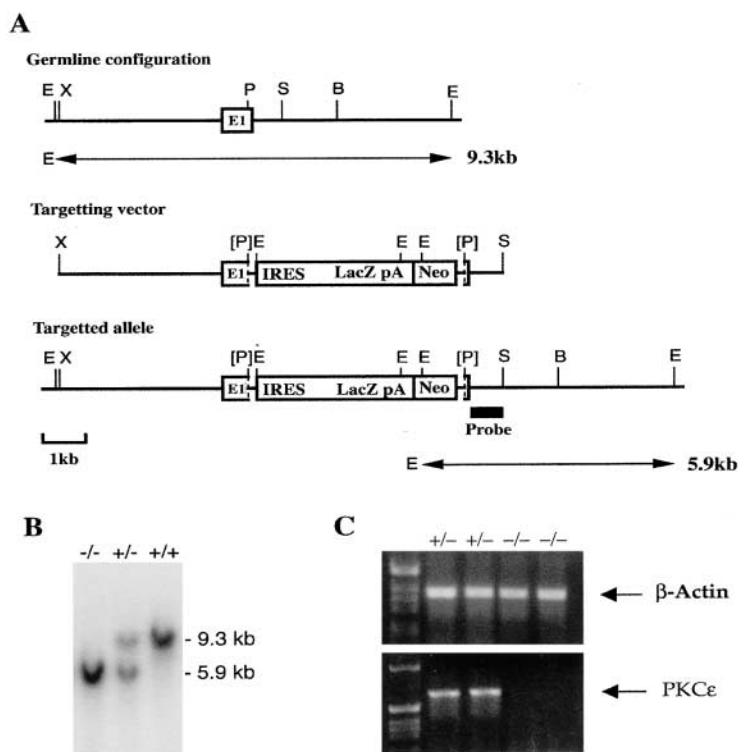 A
Germline configuration
E X P S B E
E1
E 9.3kb
Targetting vector
X [P] E E E [P] S
E1 IRES LacZ pA Neo
Targetted allele
E X [P] E E E [P] S B E
E1 IRES LacZ pA Neo
Probe
1kb
E 5.9kb
B
-/- +/- +/+
- 9.3 kb
- 5.9 kb
C
+/– +/– –/– –/–
β-Actin
PKCε